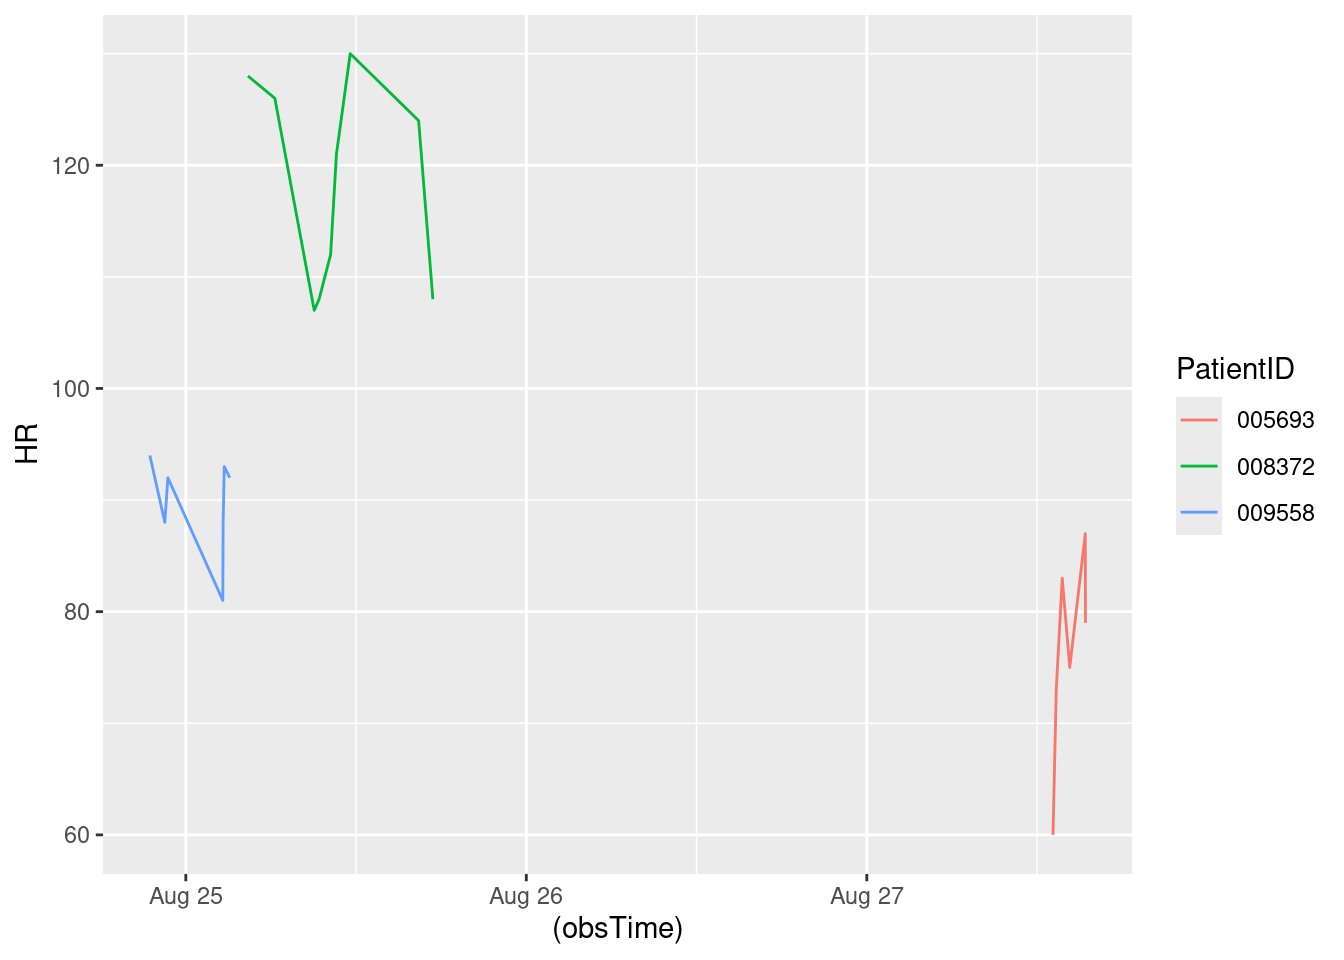 120
100
80
60
HR
Aug 25
Aug 26
Aug 27
(obsTime)
PatientID
005693
008372
009558